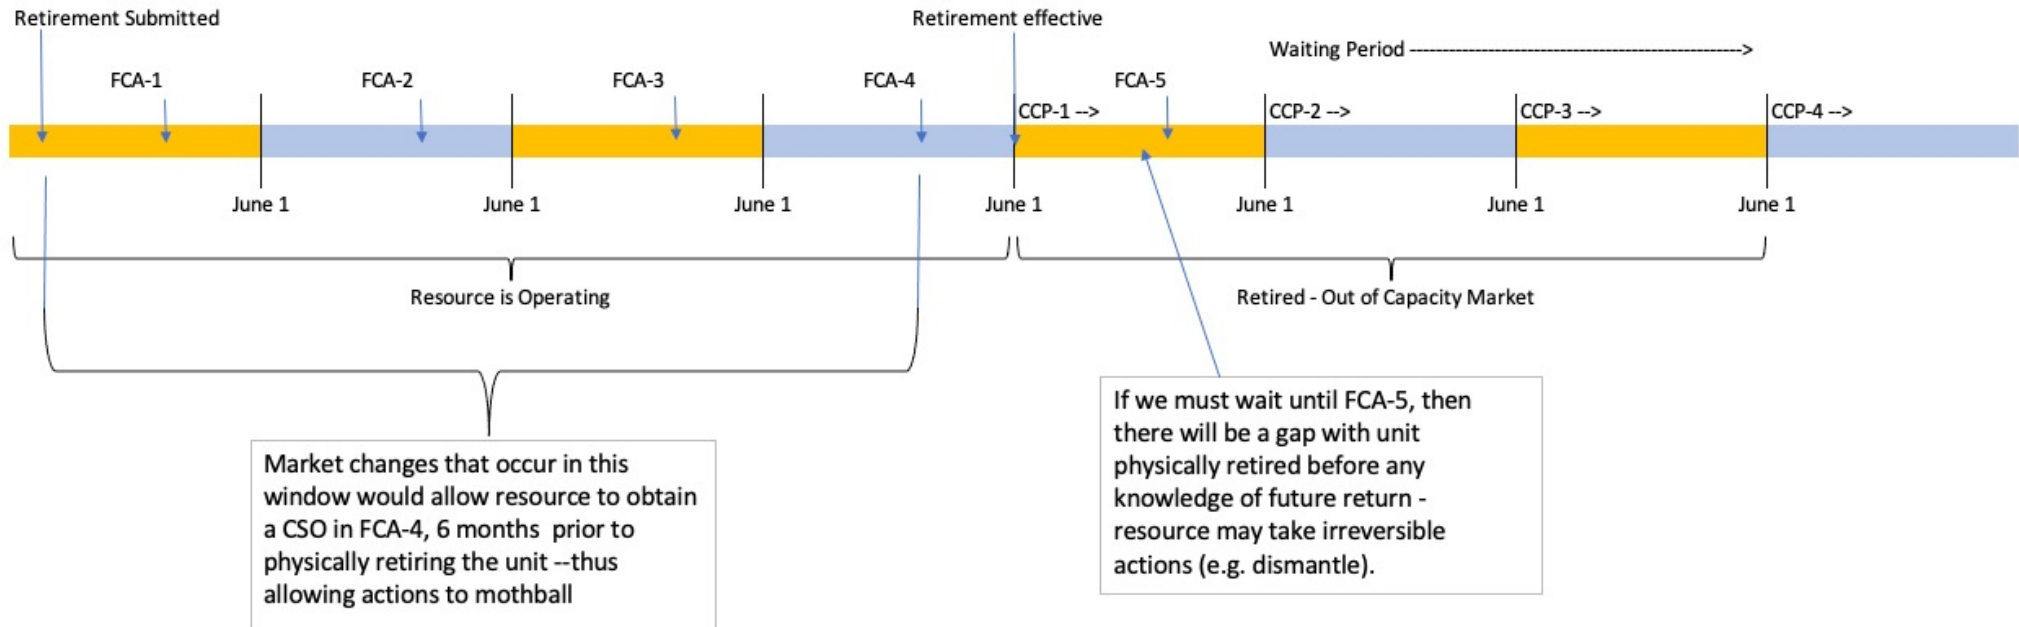 Retirement Submitted
Retirement effective
Waiting Period ---------------------------------------------------->
FCA-1
FCA-2
FCA-3
FCA-4
FCA-5
CCP-1 -->
CCP-2 -->
CCP-3 -->
CCP-4 -->
June 1
June 1
June 1
June 1
June 1
June 1
June 1
Resource is Operating
Retired - Out of Capacity Market
Market changes that occur in this
window would allow resource to obtain
a CSO in FCA-4, 6 months prior to
physically retiring the unit --thus
allowing actions to mothball
If we must wait until FCA-5, then
there will be a gap with unit
physically retired before any
knowledge of future return -
resource may take irreversible
actions (e.g. dismantle).